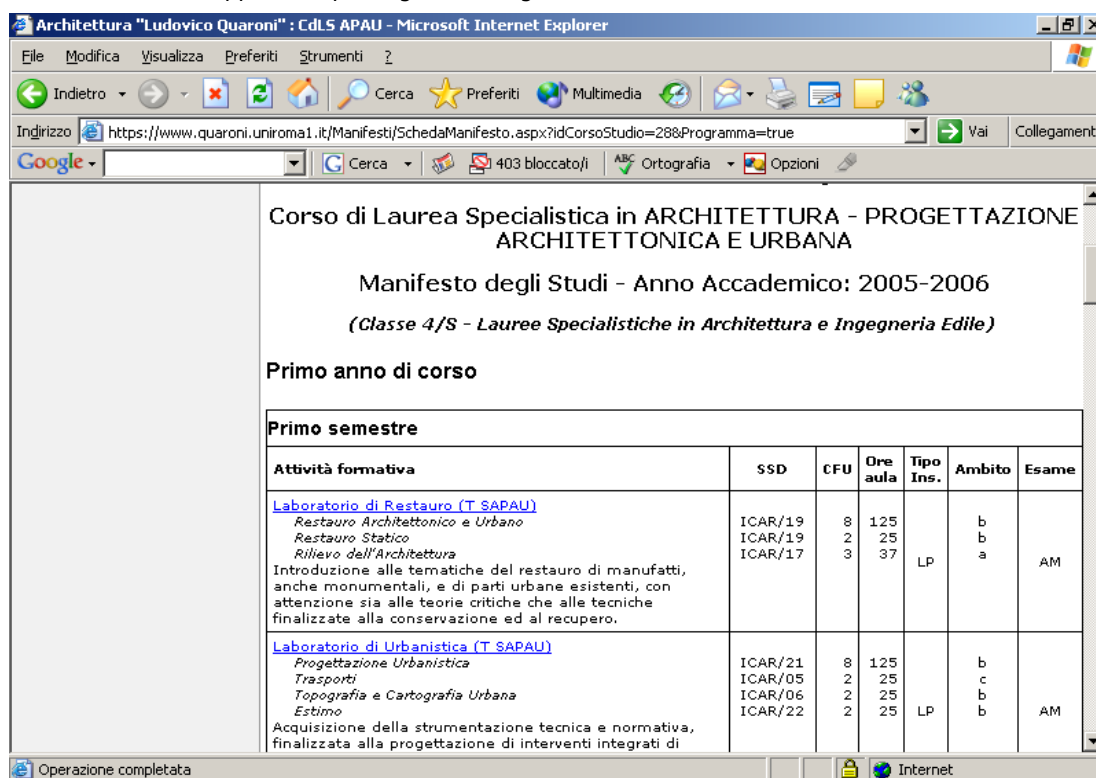 Architettura "Ludovico Quaroni" : CdLS APAU - Microsoft Internet Explorer
File Modifica Visualizza Preferiti Strumenti ?
Indietro Cerca Preferiti Multimedia
Indirizzo https://www.quaroni.uniroma1.it/Manifesti/SchedaManifesto.aspx?idCorsoStudio=28&Programma=true Vai Collegament
Google Cerca 403 bloccato/i ABC Ortografia Opzioni
Corso di Laurea Specialistica in ARCHITETTURA - PROGETTAZIONE
ARCHITETTONICA E URBANA
Manifesto degli Studi - Anno Accademico: 2005-2006
(Classe 4/S - Lauree Specialistiche in Architettura e Ingegneria Edile)
Primo anno di corso
Primo semestre
Attività formativa SSD CFU Ore aula Tipo Ins. Ambito Esame
Laboratorio di Restauro (T SAPAU)
Restauro Architettonico e Urbano ICAR/19 8 125 b
Restauro Statico ICAR/19 2 25 b
Rilievo dell'Architettura ICAR/17 3 37 a
LP AM
Introduzione alle tematiche del restauro di manufatti,
anche monumentali, e di parti urbane esistenti, con
attenzione sia alle teorie critiche che alle tecniche
finalizzate alla conservazione ed al recupero.
Laboratorio di Urbanistica (T SAPAU)
Progettazione Urbanistica ICAR/21 8 125 b
Trasporti ICAR/05 2 25 c
Topografia e Cartografia Urbana ICAR/06 2 25 b
Estimo ICAR/22 2 25 LP b AM
Acquisizione della strumentazione tecnica e normativa,
finalizzata alla progettazione di interventi integrati di
Operazione completata Internet